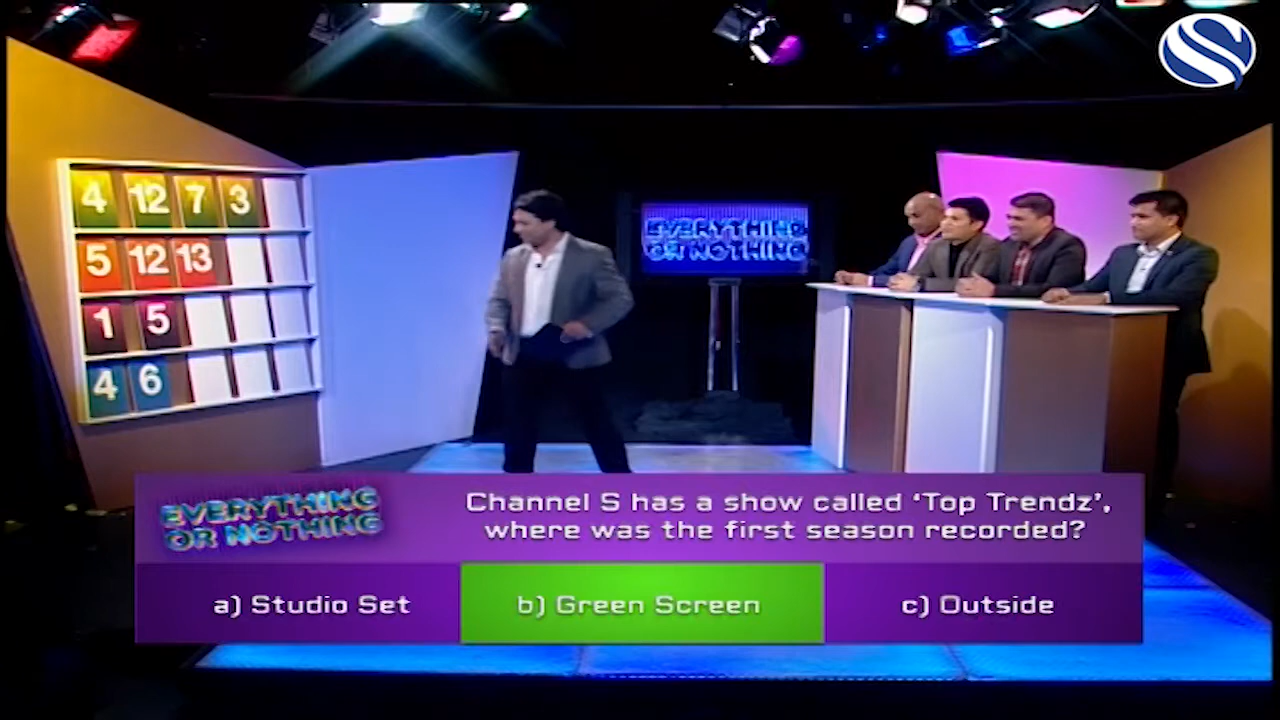 S
4 12 7 3
5 12 13
1 5
4 6
EVERYTHING
OR NOTHING
EVERYTHING
OR NOTHING
Channel S has a show called ‘Top Trendz’,
where was the first season recorded?
a) Studio Set
b) Green Screen
c) Outside